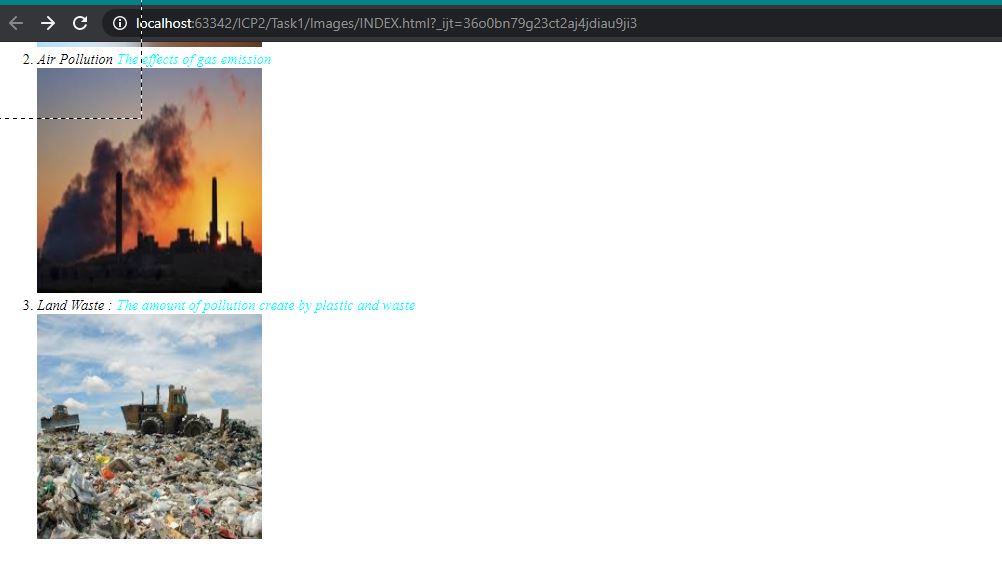 localhost:63342/ICP2/Task1/Images/INDEX.html?_ijt=36o0bn79g23ct2aj4jdiau9ji3
2. Air Pollution The effects of gas emission
3. Land Waste : The amount of pollution create by plastic and waste